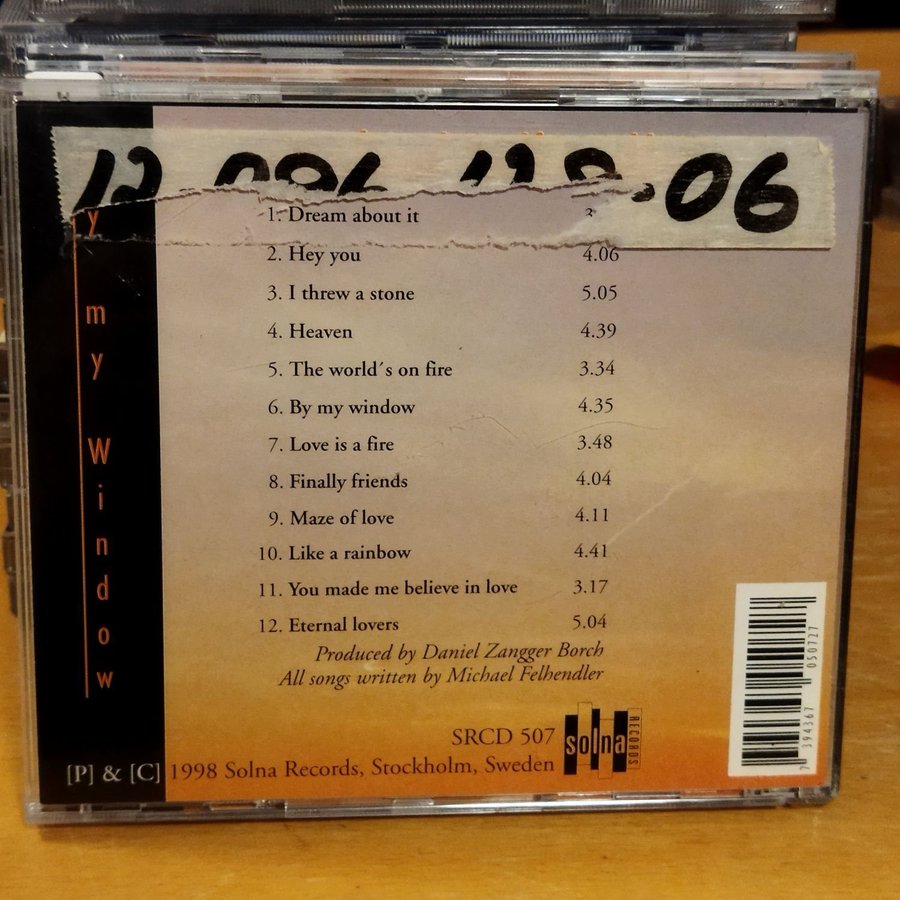 06
y my Window
1. Dream about it
2. Hey you 4.06
3. I threw a stone 5.05
4. Heaven 4.39
5. The world´s on fire 3.34
6. By my window 4.35
7. Love is a fire 3.48
8. Finally friends 4.04
9. Maze of love 4.11
10. Like a rainbow 4.41
11. You made me believe in love 3.17
12. Eternal lovers 5.04
Produced by Daniel Zangger Borch
All songs written by Michael Felhendler
SRCD 507
solna RECORDS
[P] & [C] 1998 Solna Records, Stockholm, Sweden
7 394367 050727